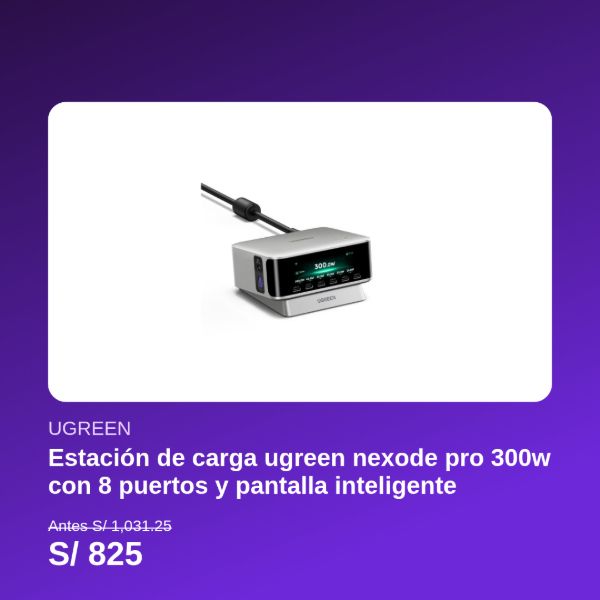 300.0W
UGREEN
UGREEN
Estación de carga ugreen nexode pro 300w
con 8 puertos y pantalla inteligente
Antes S/ 1,031.25
S/ 825